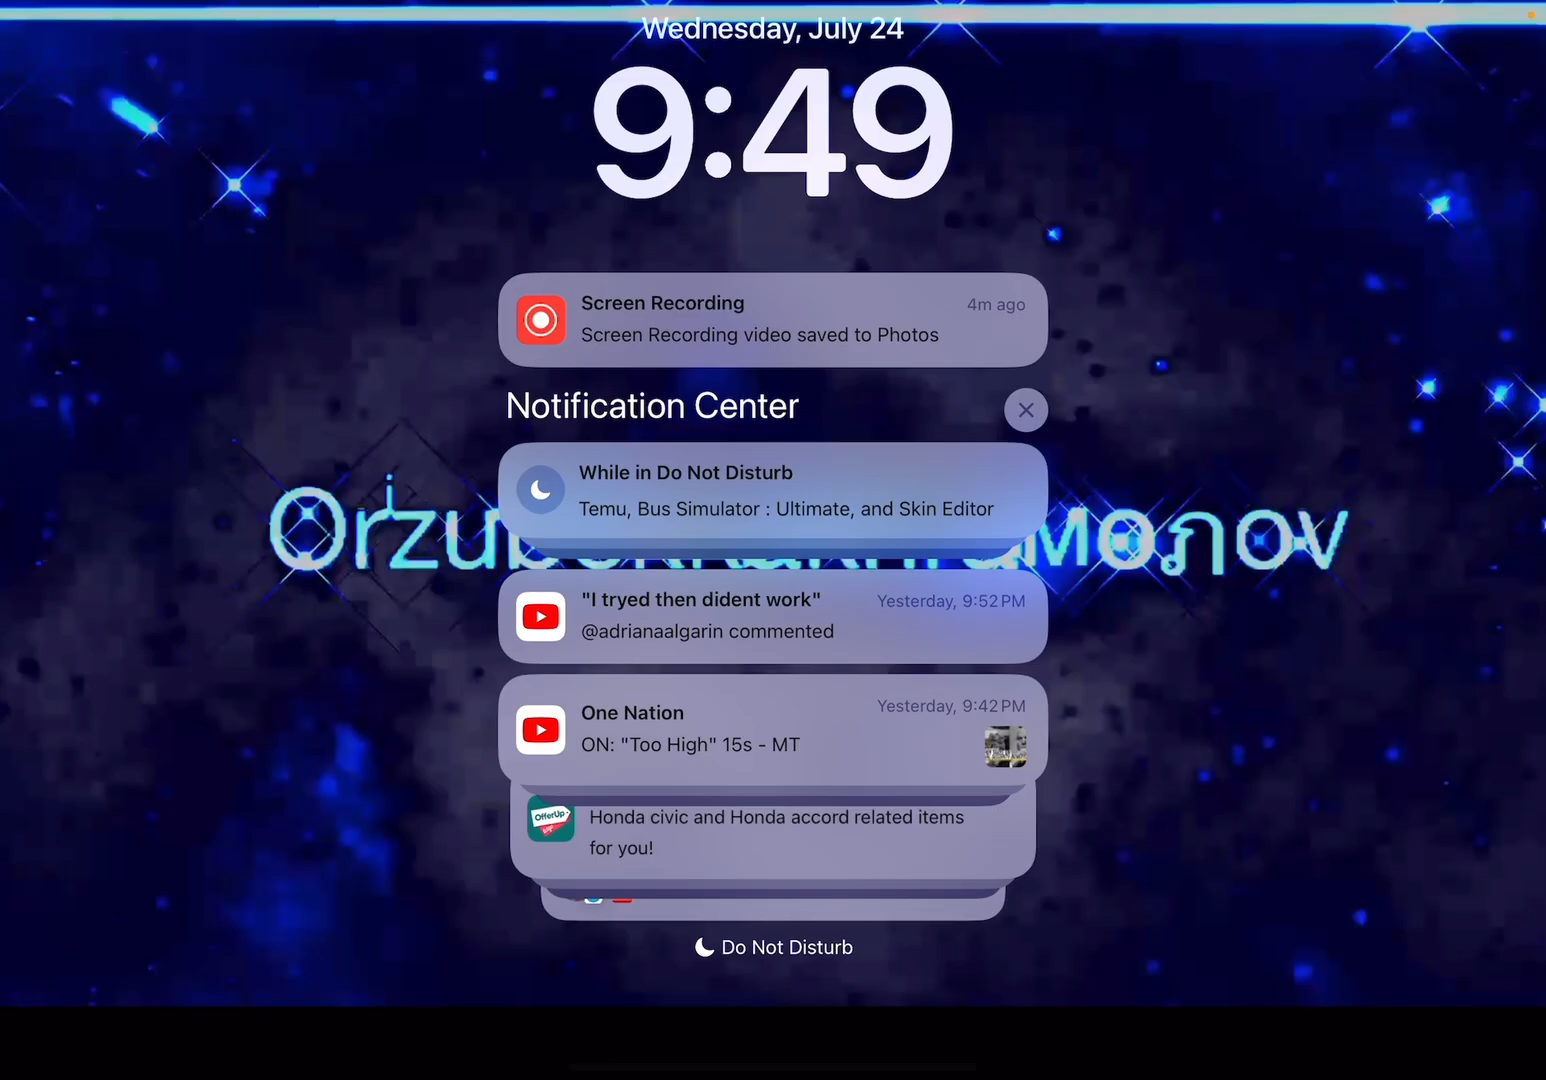 Wednesday, July 24
9:49
Screen Recording
4m ago
Screen Recording video saved to Photos
Notification Center
While in Do Not Disturb
Temu, Bus Simulator : Ultimate, and Skin Editor
"I tryed then dident work"
Yesterday, 9:52 PM
@adrianaalgarin commented
One Nation
Yesterday, 9:42 PM
ON: "Too High" 15s - MT
OfferUp
Honda civic and Honda accord related items
for you!
Do Not Disturb